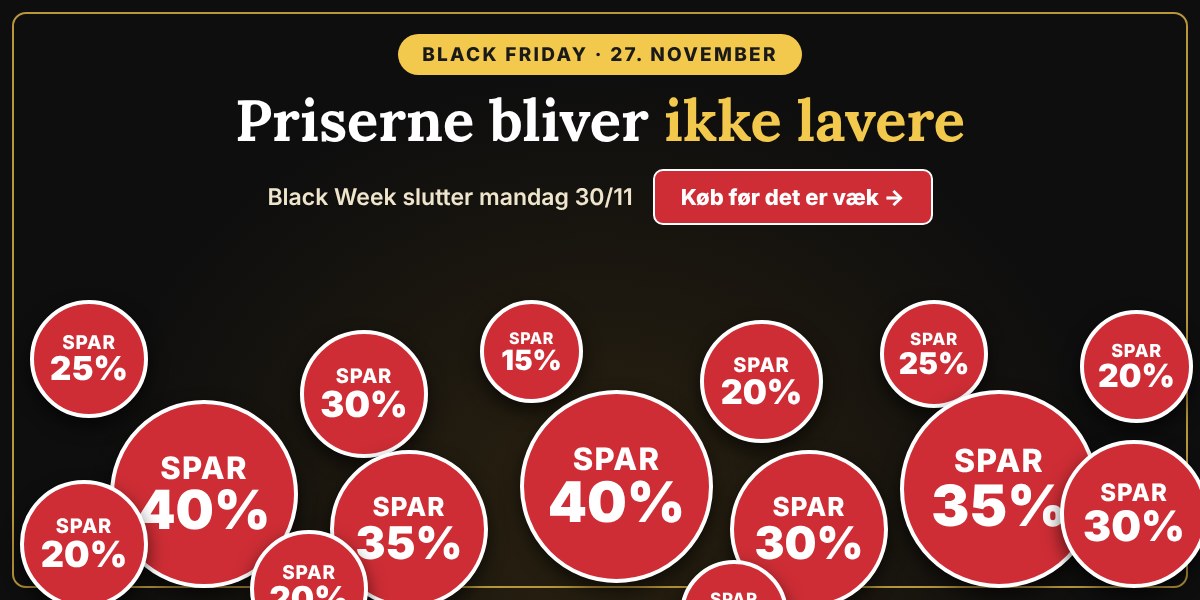 BLACK FRIDAY · 27. NOVEMBER
Priserne bliver ikke lavere
Black Week slutter mandag 30/11
Køb før det er væk →
SPAR
25%
SPAR
30%
SPAR
15%
SPAR
20%
SPAR
25%
SPAR
20%
SPAR
40%
SPAR
35%
SPAR
40%
SPAR
30%
SPAR
35%
SPAR
30%
SPAR
20%
SPAR
20%
SPAR